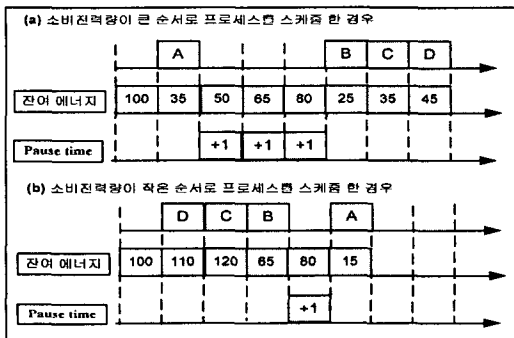 (a) 소비전력량이 큰 순서로 프로세스를 스케줄 한 경우
A B C D
잔여 에너지 100 35 50 65 80 25 35 45
Pause time +1 +1 +1
(b) 소비전력량이 작은 순서로 프로세스를 스케줄 한 경우
D C B A
잔여 에너지 100 110 120 65 80 15
Pause time +1